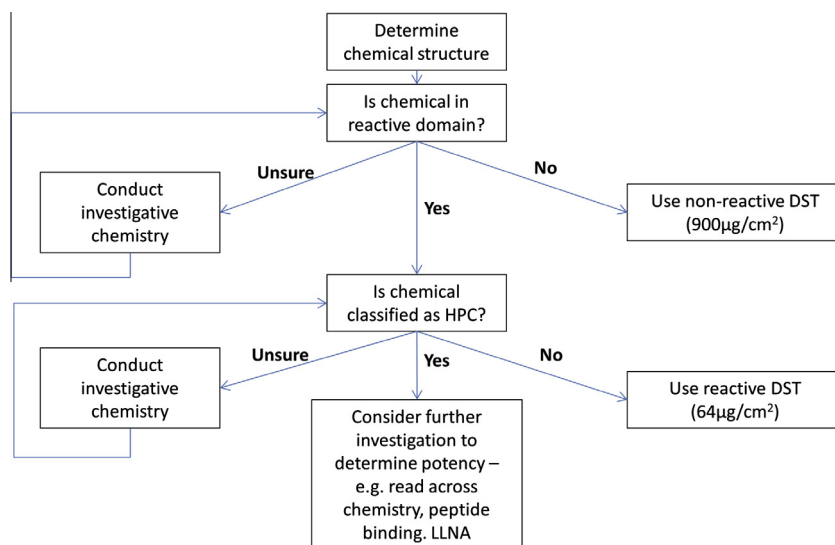 Determine
chemical structure
Is chemical in
reactive domain?
Unsure
No
Yes
Conduct
investigative
chemistry
Use non-reactive DST
(900µg/cm²)
Is chemical
classified as HPC?
Unsure
Yes
No
Conduct
investigative
chemistry
Use reactive DST
(64µg/cm²)
Consider further
investigation to
determine potency –
e.g. read across
chemistry, peptide
binding. LLNA